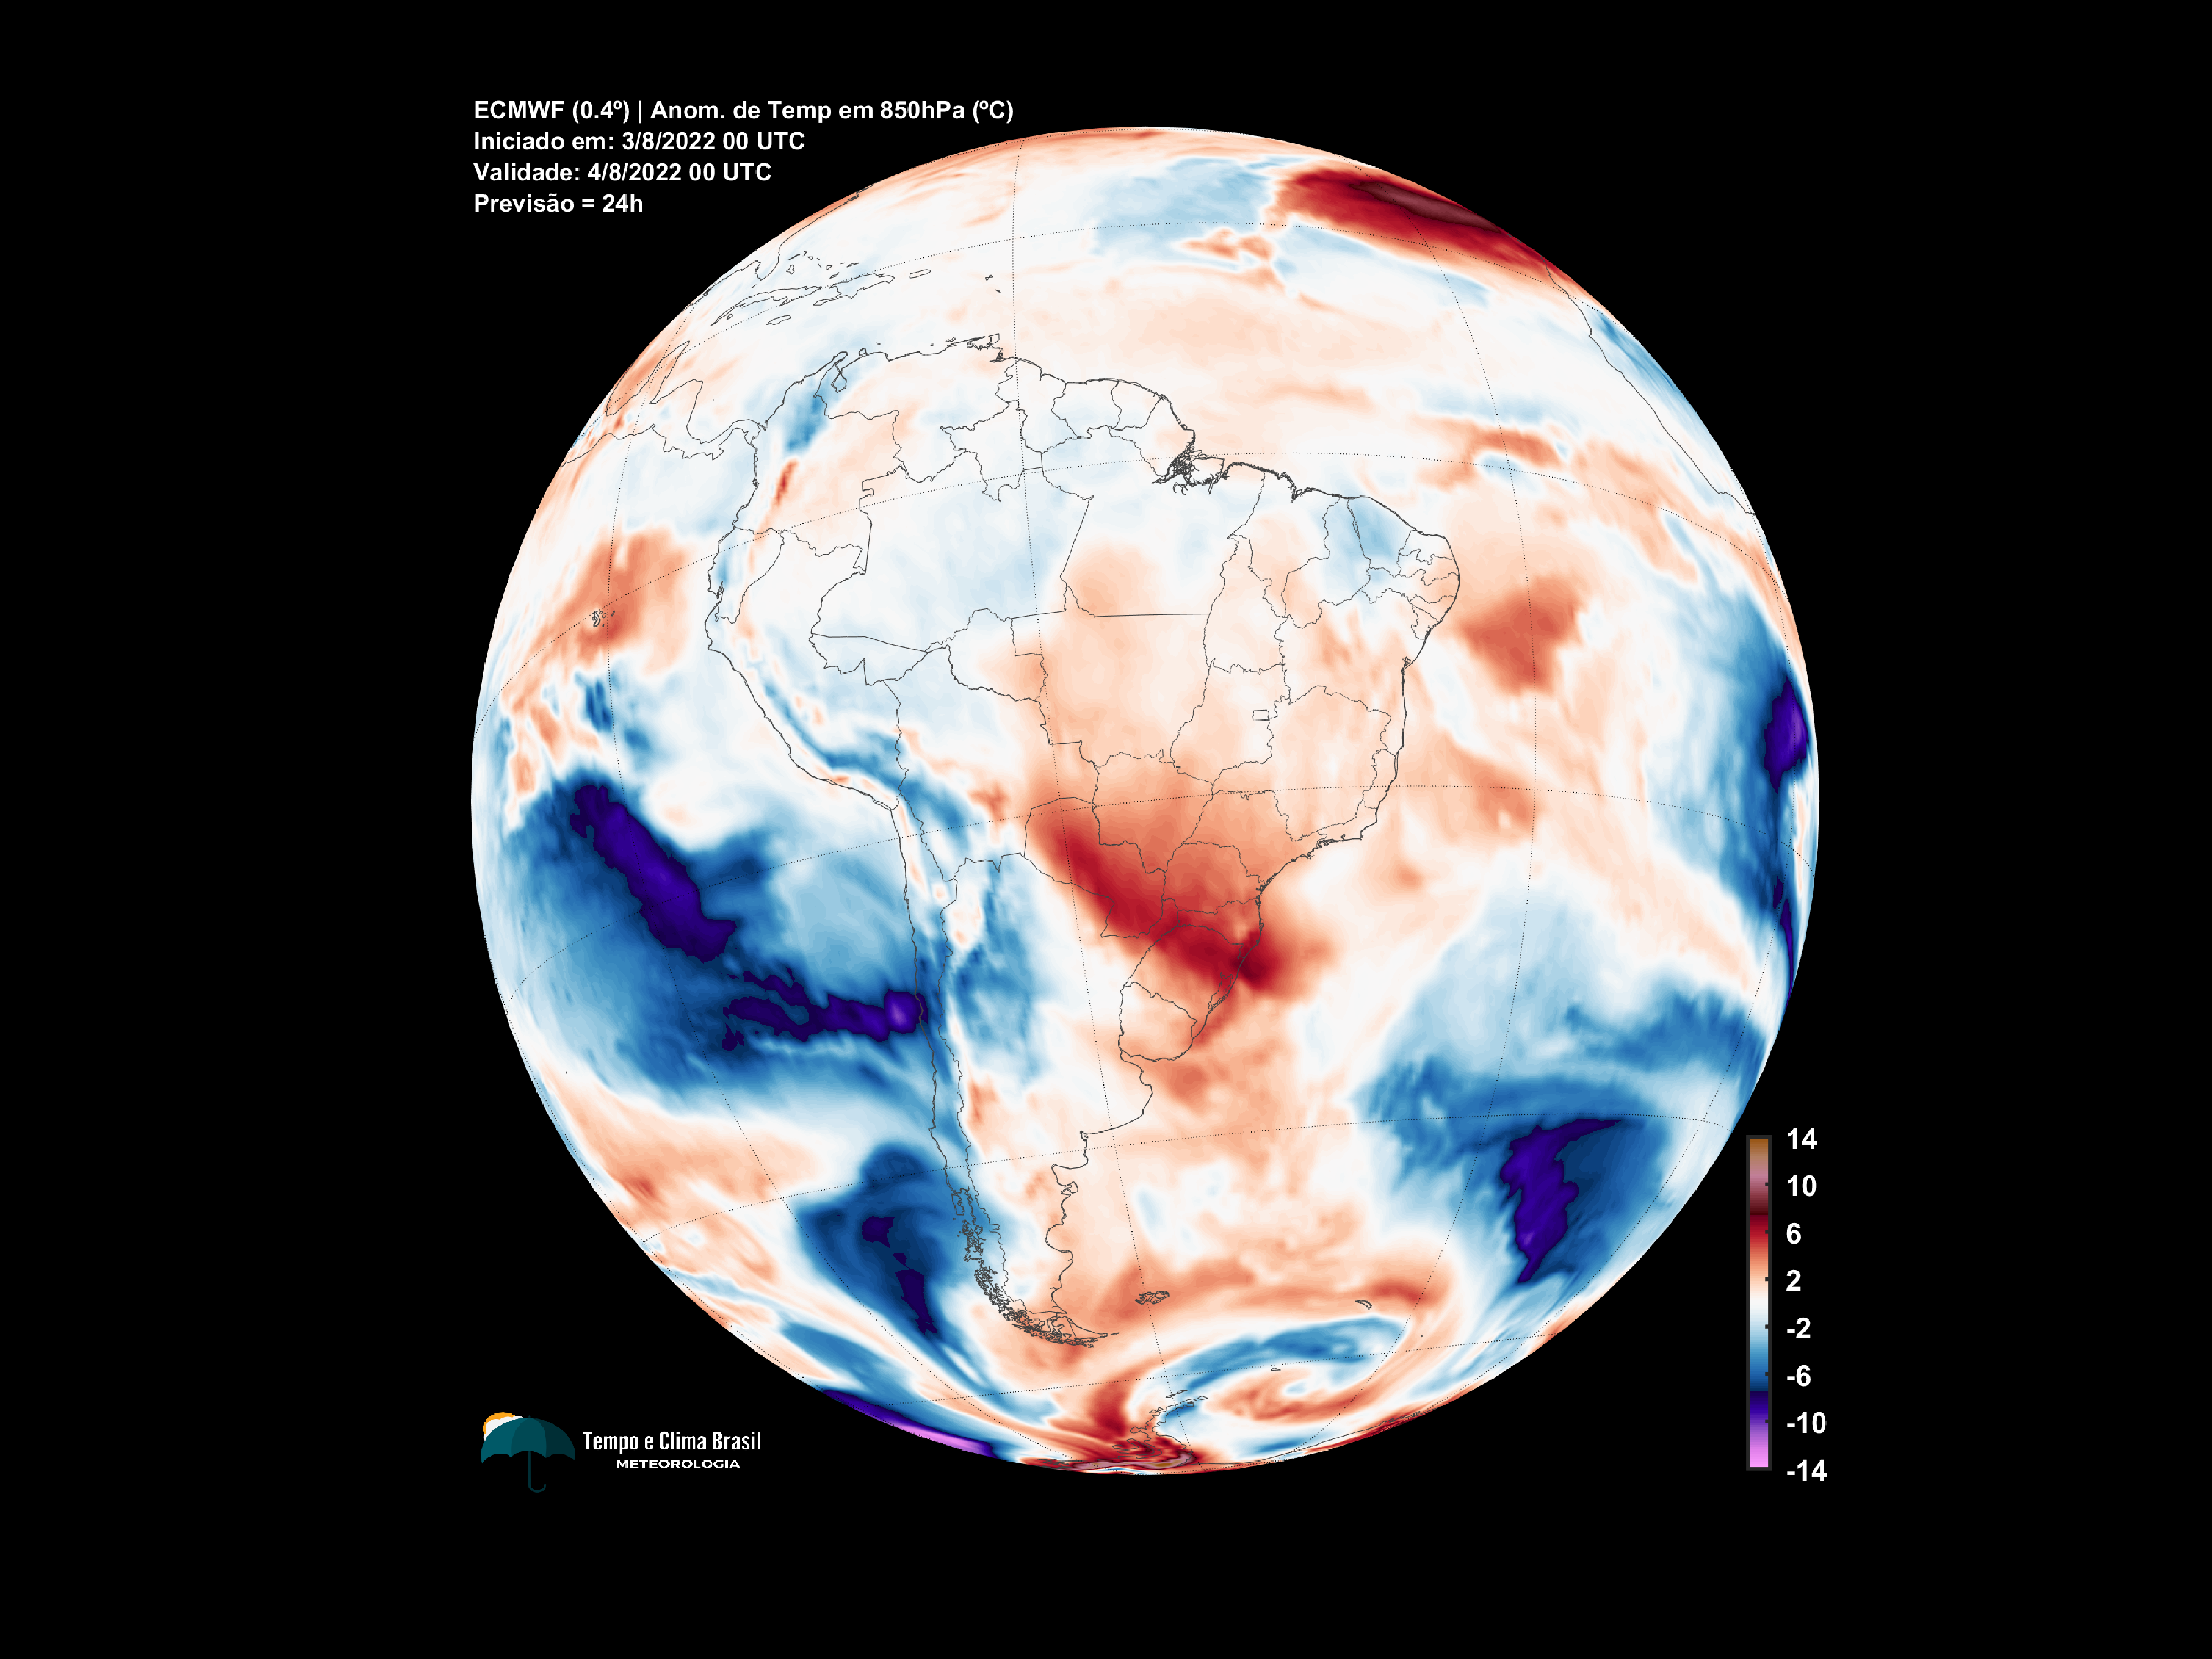 ECMWF (0.4º) | Anom. de Temp em 850hPa (ºC)
Iniciado em: 3/8/2022 00 UTC
Validade: 4/8/2022 00 UTC
Previsão = 24h
14
10
6
2
-2
-6
-10
-14
Tempo e Clima Brasil
METEOROLOGIA